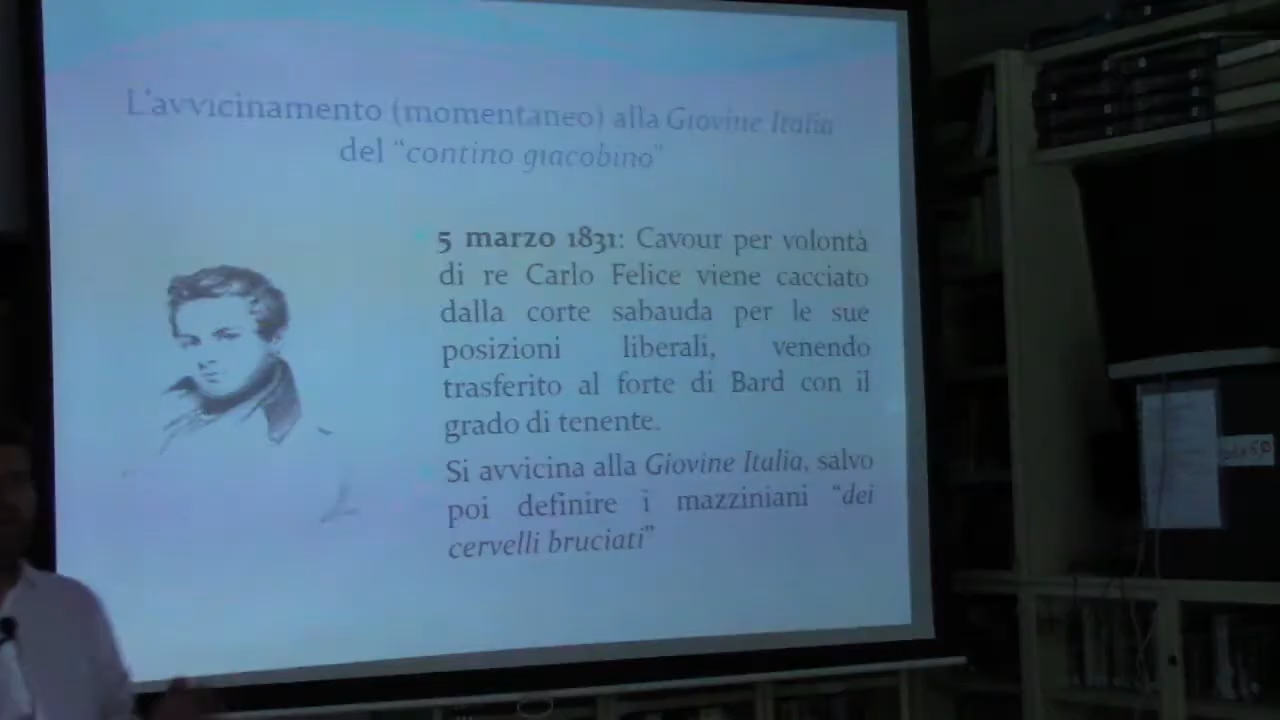 L'avvicinamento (momentaneo) alla Giovine Italia
del "contino giacobino"
5 marzo 1831: Cavour per volontà
di re Carlo Felice viene cacciato
dalla corte sabauda per le sue
posizioni liberali, venendo
trasferito al forte di Bard con il
grado di tenente.
Si avvicina alla Giovine Italia, salvo
poi definire i mazziniani "dei
cervelli bruciati"